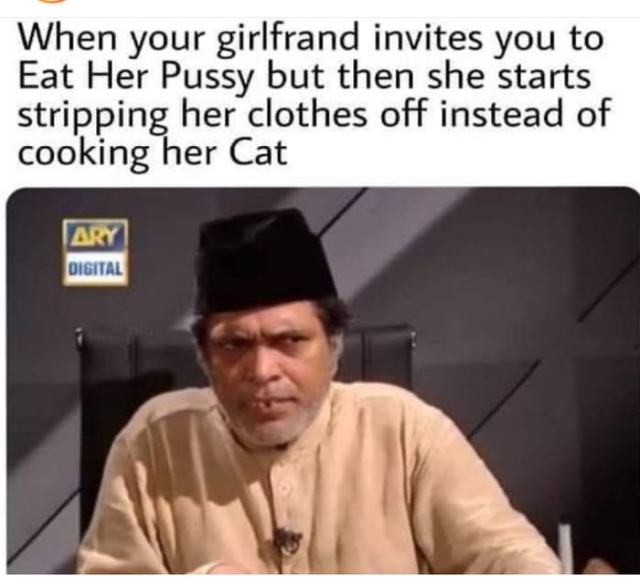 When your girlfrand invites you to
Eat Her Pussy but then she starts
stripping her clothes off instead of
cooking her Cat
ARY
DIGITAL